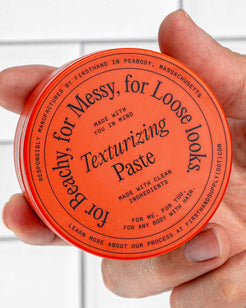 RESPONSIBLY MANUFACTURED BY FIRSTHAND IN PEABODY, MASSACHUSETTS
for Beachy, for Messy, for Loose looks.
MADE WITH
YOU IN MIND
Texturizing
Paste
MADE WITH CLEAN
INGREDIENTS
FOR ME, FOR YOU,
FOR ANY BODY WITH HAIR.
LEARN MORE ABOUT OUR PROCESS AT FIRSTHANDSUPPLY(DOT)COM